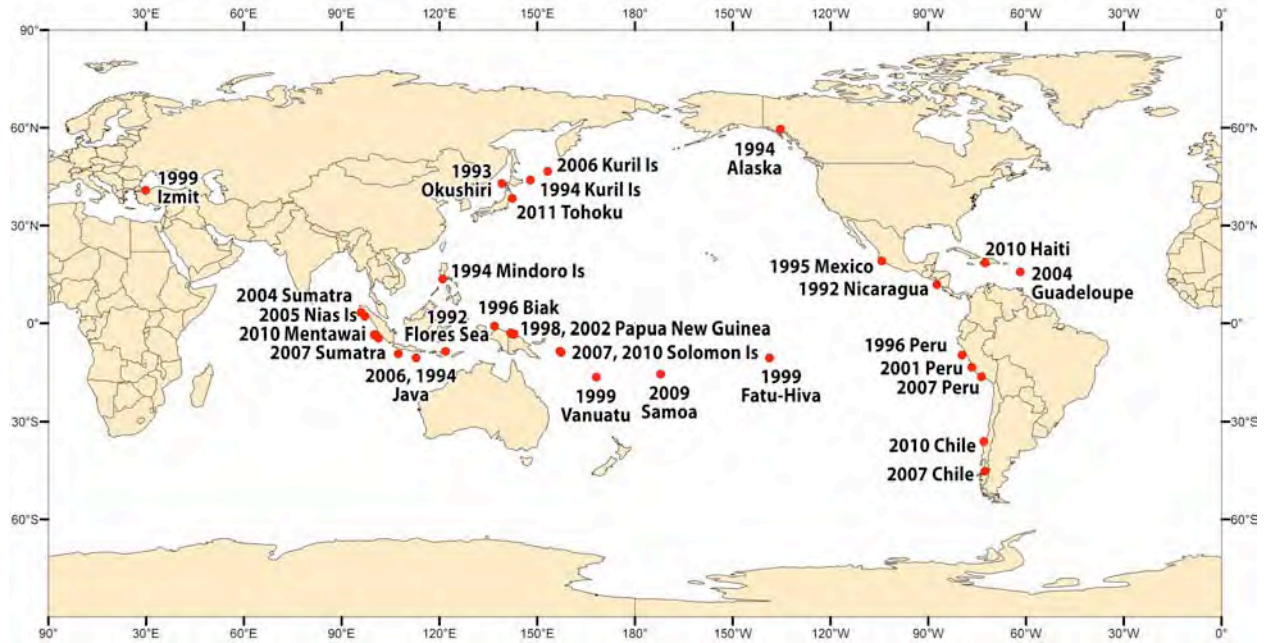 0° 30°E 60°E 90°E 120°E 150°E 180° 150°W 120°W 90°W 60°W 0°
90°
60°N
60°N
1994
Alaska
2006 Kuril Is
1993
Okushiri
1994 Kuril Is
2011 Tohoku
1999
Izmit
30°N
30°N
2010 Haiti
1995 Mexico
1994 Mindoro Is
2004
Guadeloupe
1992 Nicaragua
2004 Sumatra
2005 Nias Is
1996 Biak
1992
Flores Sea
0°
0°
2010 Mentawai
1998, 2002 Papua New Guinea
2007 Sumatra
2007, 2010 Solomon Is
1996 Peru
2001 Peru
2007 Peru
2006, 1994
Java
1999
Fatu-Hiva
1999
Vanuatu
2009
Samoa
30°S
30°S
2010 Chile
2007 Chile
60°S
60°S
90° 30°E 60°E 90°E 120°E 150°E 180° 150°W 120°W 90°W 60°W 0°